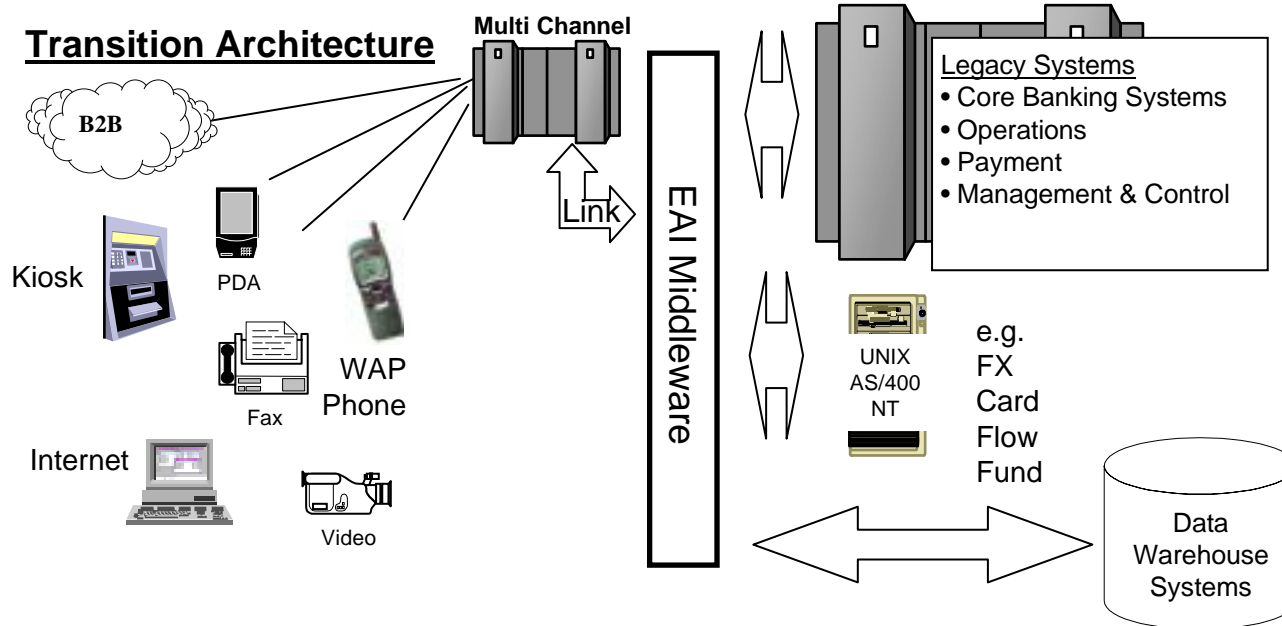 Transition Architecture
Multi Channel
B2B
Link
Kiosk
PDA
WAP
Phone
Fax
Internet
Video
EAI Middleware
Legacy Systems
• Core Banking Systems
• Operations
• Payment
• Management & Control
UNIX
AS/400
NT
e.g.
FX
Card
Flow
Fund
Data
Warehouse
Systems